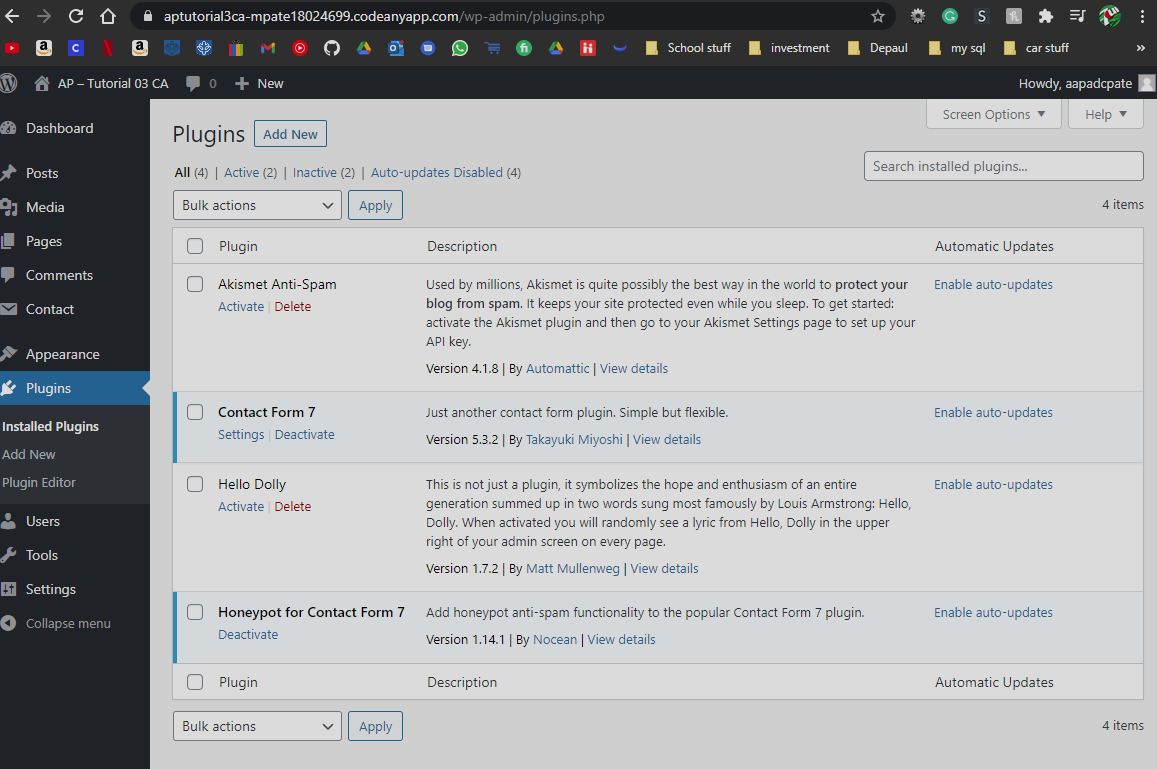 aptutorial3ca-mpate18024699.codeanyapp.com/wp-admin/plugins.php
School stuff investment Depaul my sql car stuff »
AP – Tutorial 03 CA 0 + New Howdy, aapadcpate
Screen Options ▼ Help ▼
Dashboard
Posts
Media
Pages
Comments
Contact
Appearance
Plugins
Installed Plugins
Add New
Plugin Editor
Users
Tools
Settings
Collapse menu
Plugins Add New
All (4) | Active (2) | Inactive (2) | Auto-updates Disabled (4)
Search installed plugins...
Bulk actions Apply
4 items
Plugin Description Automatic Updates
Akismet Anti-Spam
Activate | Delete
Used by millions, Akismet is quite possibly the best way in the world to protect your
blog from spam. It keeps your site protected even while you sleep. To get started:
activate the Akismet plugin and then go to your Akismet Settings page to set up your
API key.
Version 4.1.8 | By Automattic | View details
Enable auto-updates
Contact Form 7
Settings | Deactivate
Just another contact form plugin. Simple but flexible.
Version 5.3.2 | By Takayuki Miyoshi | View details
Enable auto-updates
Hello Dolly
Activate | Delete
This is not just a plugin, it symbolizes the hope and enthusiasm of an entire
generation summed up in two words sung most famously by Louis Armstrong: Hello,
Dolly. When activated you will randomly see a lyric from Hello, Dolly in the upper
right of your admin screen on every page.
Version 1.7.2 | By Matt Mullenweg | View details
Enable auto-updates
Honeypot for Contact Form 7
Deactivate
Add honeypot anti-spam functionality to the popular Contact Form 7 plugin.
Version 1.14.1 | By Nocean | View details
Enable auto-updates
Plugin Description Automatic Updates
Bulk actions Apply
4 items